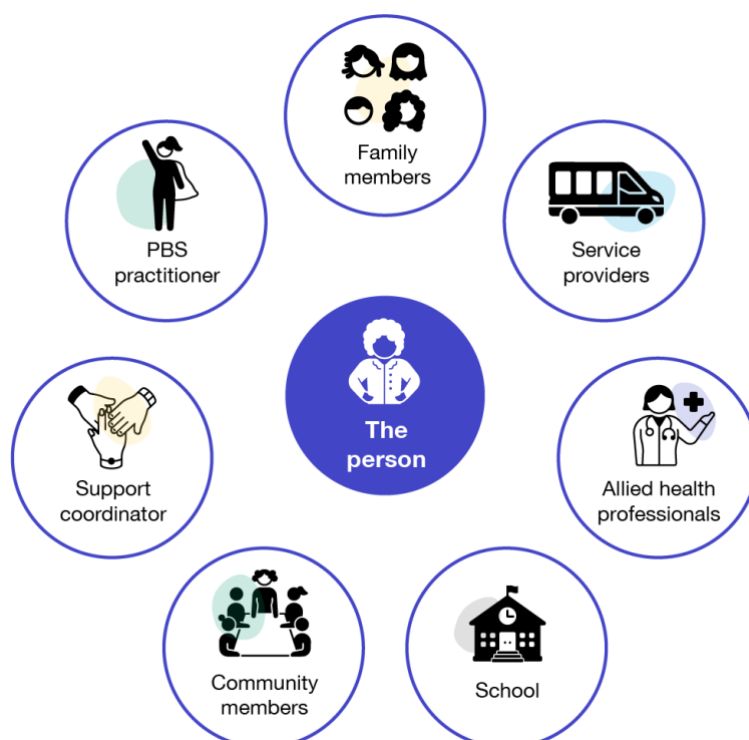 Family
members
PBS
practitioner
Service
providers
The
person
Support
coordinator
Allied health
professionals
Community
members
School